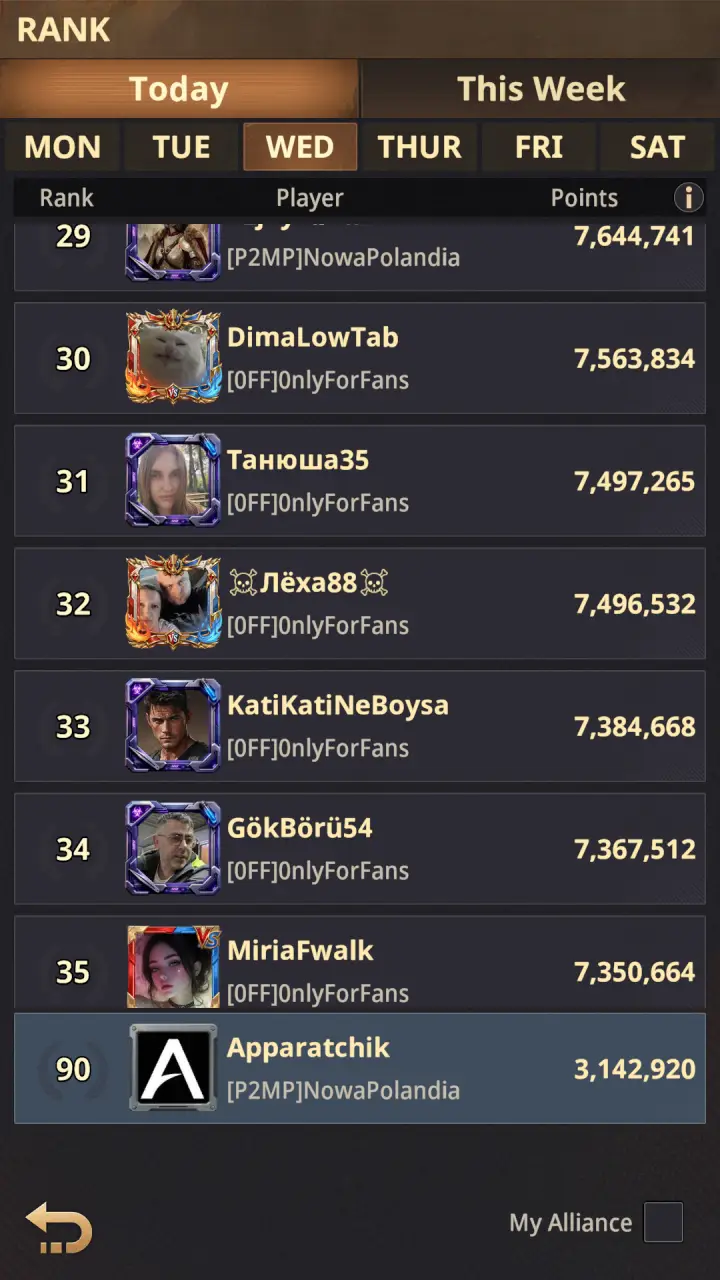 RANK
Today
This Week
MON
TUE
WED
THUR
FRI
SAT
Rank
Player
Points
29
7,644,741
[P2MP]NowaPolandia
30
DimaLowTab
7,563,834
[0FF]0nlyForFans
31
Танюша35
7,497,265
[0FF]0nlyForFans
32
☠Лёха88☠
7,496,532
[0FF]0nlyForFans
33
KatiKatiNeBoysa
7,384,668
[0FF]0nlyForFans
34
GökBörü54
7,367,512
[0FF]0nlyForFans
35
MiriaFwalk
7,350,664
[0FF]0nlyForFans
90
Apparatchik
3,142,920
[P2MP]NowaPolandia
My Alliance